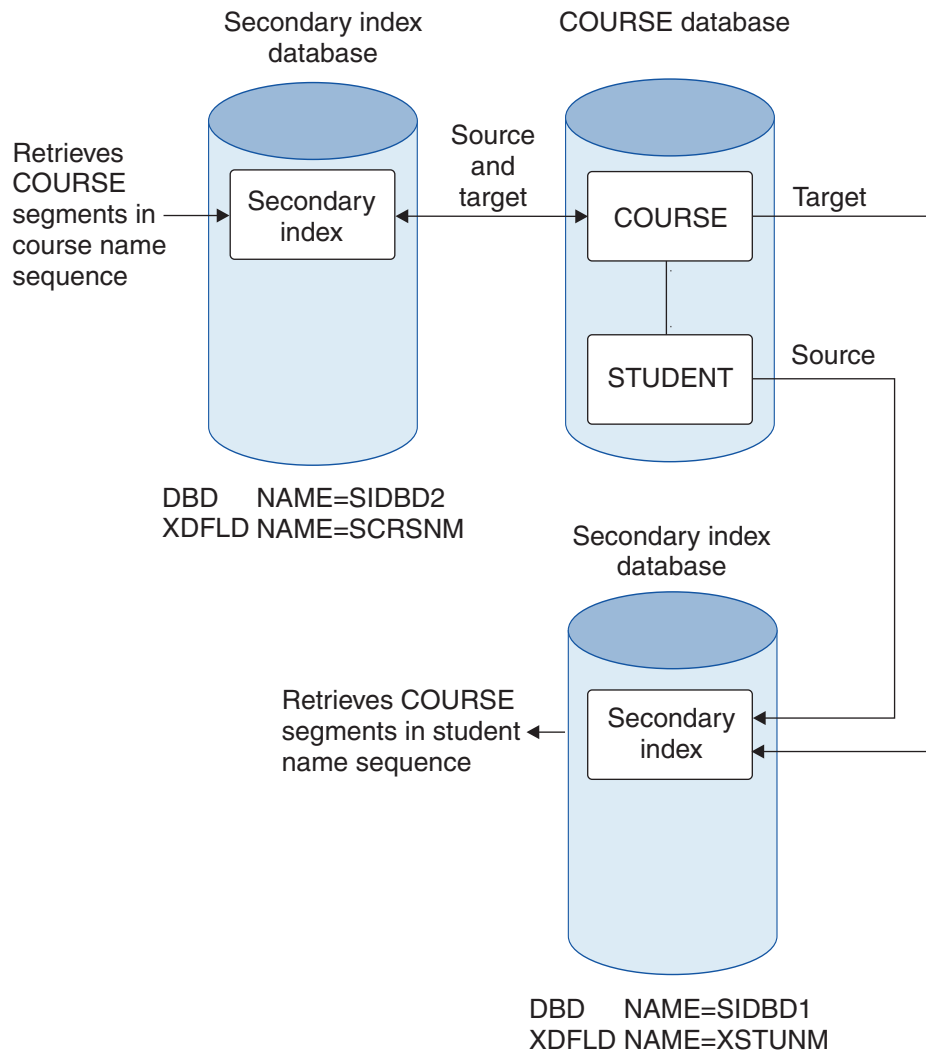 Secondary index
database
COURSE database
Retrieves
COURSE
segments in
course name
sequence
Secondary
index
Source
and
target
COURSE
Target
STUDENT
Source
DBD NAME=SIDBD2
XDFLD NAME=SCRSNM
Secondary index
database
Retrieves COURSE
segments in student
name sequence
Secondary
index
DBD NAME=SIDBD1
XDFLD NAME=XSTUNM